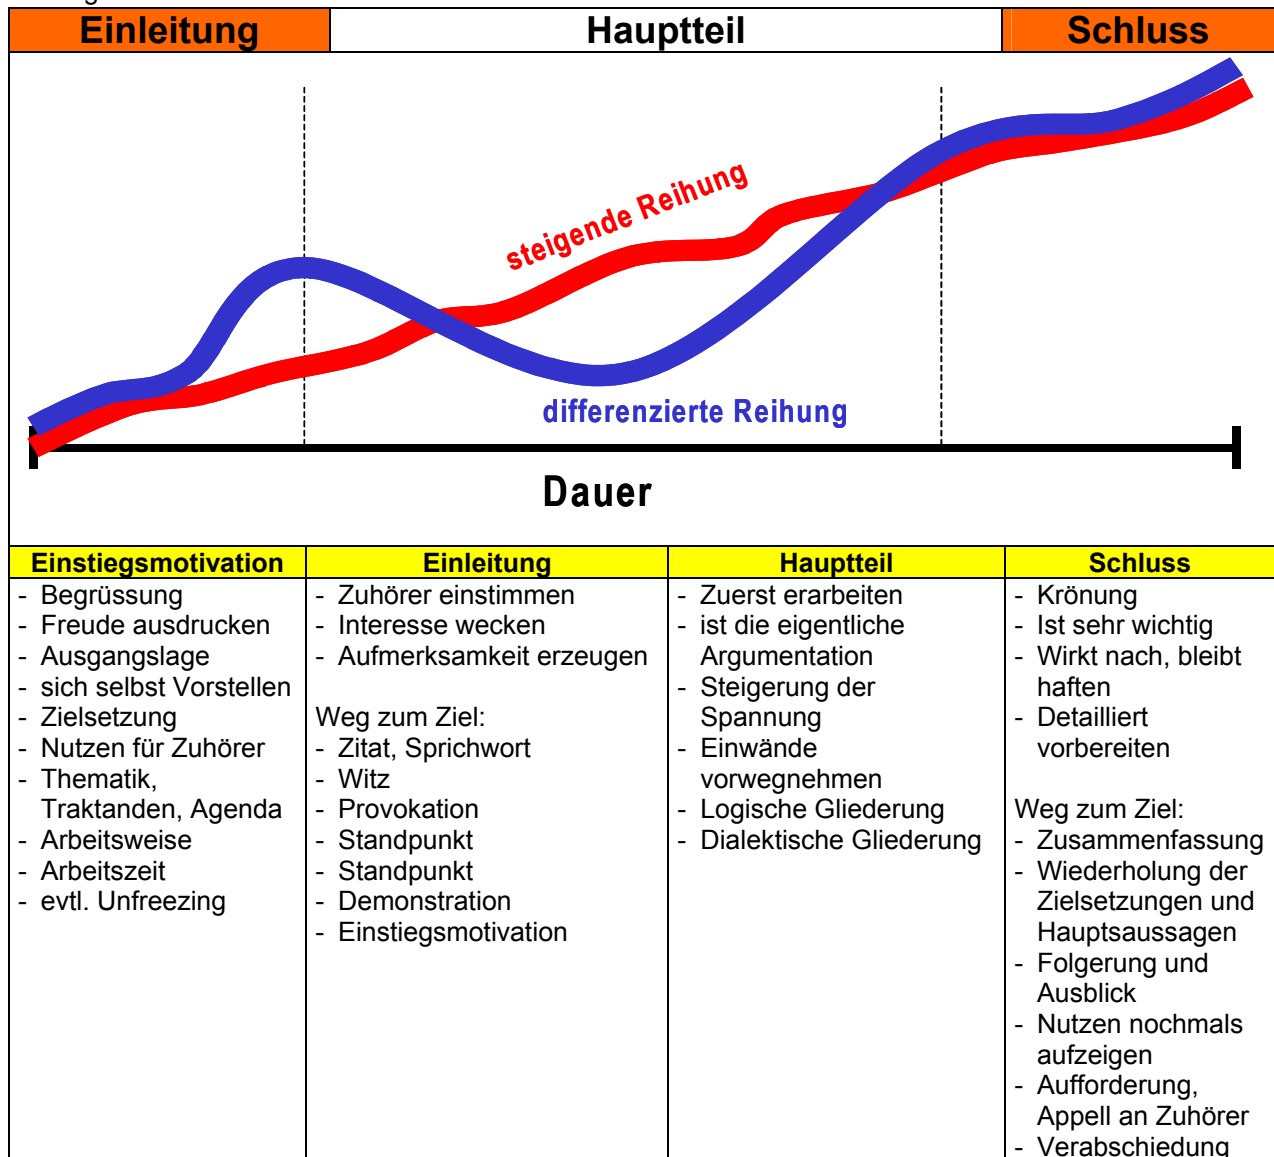 Einleitung
Hauptteil
Schluss
steigende Reihung
differenzierte Reihung
Dauer
Einstiegsmotivation
- Begrüssung
- Freude ausdrucken
- Ausgangslage
- sich selbst Vorstellen
- Zielsetzung
- Nutzen für Zuhörer
- Thematik,
Traktanden, Agenda
- Arbeitsweise
- Arbeitszeit
- evtl. Unfreezing
Einleitung
- Zuhörer einstimmen
- Interesse wecken
- Aufmerksamkeit erzeugen
Weg zum Ziel:
- Zitat, Sprichwort
- Witz
- Provokation
- Standpunkt
- Standpunkt
- Demonstration
- Einstiegsmotivation
Hauptteil
- Zuerst erarbeiten
- ist die eigentliche
Argumentation
- Steigerung der
Spannung
- Einwände
vorwegnehmen
- Logische Gliederung
- Dialektische Gliederung
Schluss
- Krönung
- Ist sehr wichtig
- Wirkt nach, bleibt
haften
- Detailliert
vorbereiten
Weg zum Ziel:
- Zusammenfassung
- Wiederholung der
Zielsetzungen und
Hauptsaussagen
- Folgerung und
Ausblick
- Nutzen nochmals
aufzeigen
- Aufforderung,
Appell an Zuhörer
- Verabschiedung